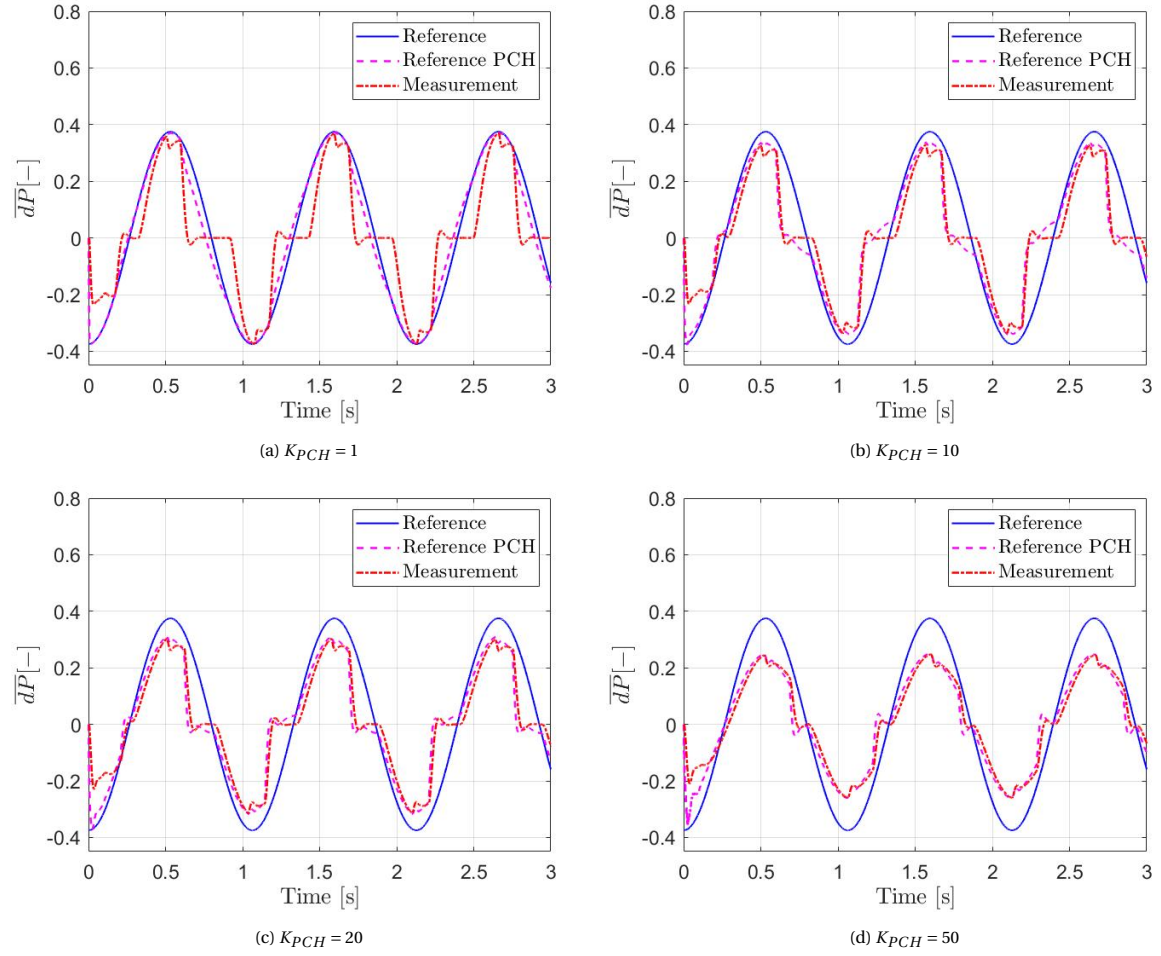 0.8
0.6
0.4
0.2
0
-0.2
-0.4
dP[−]
Reference
Reference PCH
Measurement
0 0.5 1 1.5 2 2.5 3
Time [s]
(a) K_PCH = 1
0.8
0.6
0.4
0.2
0
-0.2
-0.4
dP[−]
Reference
Reference PCH
Measurement
0 0.5 1 1.5 2 2.5 3
Time [s]
(b) K_PCH = 10
0.8
0.6
0.4
0.2
0
-0.2
-0.4
dP[−]
Reference
Reference PCH
Measurement
0 0.5 1 1.5 2 2.5 3
Time [s]
(c) K_PCH = 20
0.8
0.6
0.4
0.2
0
-0.2
-0.4
dP[−]
Reference
Reference PCH
Measurement
0 0.5 1 1.5 2 2.5 3
Time [s]
(d) K_PCH = 50